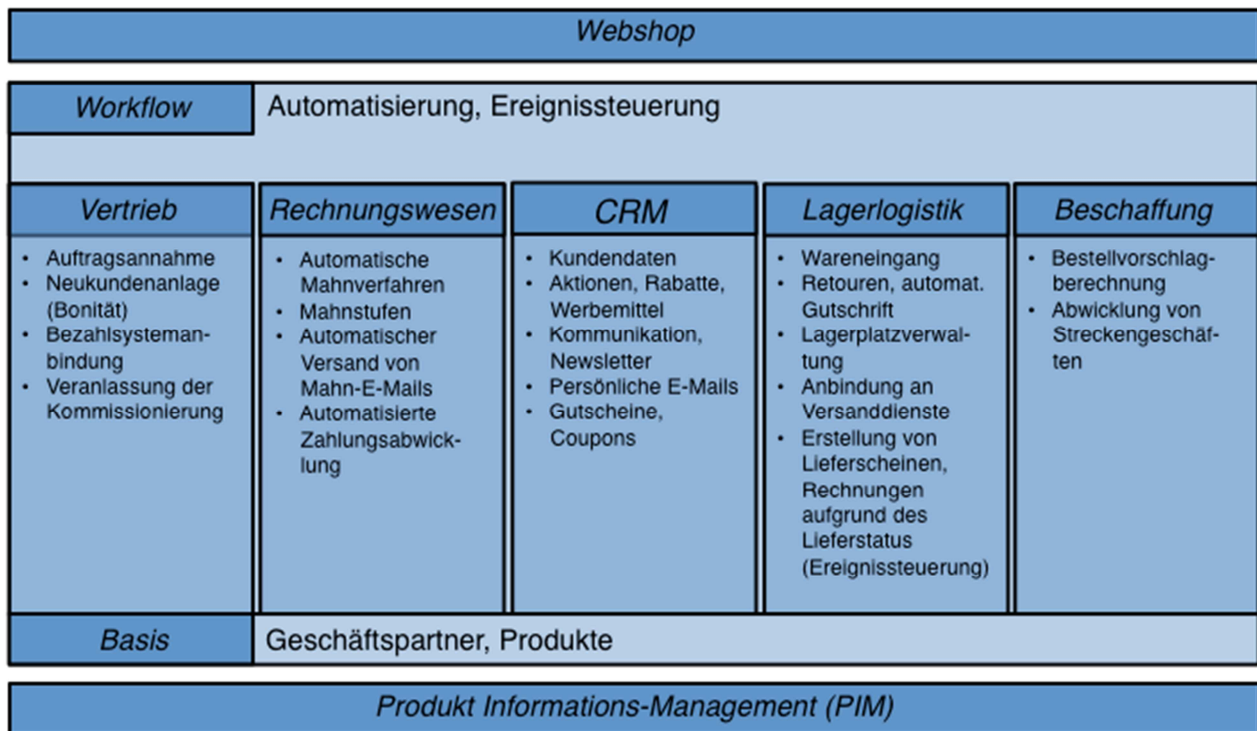 Webshop
Workflow
Automatisierung, Ereignissteuerung
Vertrieb
• Auftragsannahme
• Neukundenanlage
(Bonität)
• Bezahlsysteman-
bindung
• Veranlassung der
Kommissionierung
Rechnungswesen
• Automatische
Mahnverfahren
• Mahnstufen
• Automatischer
Versand von
Mahn-E-Mails
• Automatisierte
Zahlungsabwick-
lung
CRM
• Kundendaten
• Aktionen, Rabatte,
Werbemittel
• Kommunikation,
Newsletter
• Persönliche E-Mails
• Gutscheine,
Coupons
Lagerlogistik
• Wareneingang
• Retouren, automat.
Gutschrift
• Lagerplatzverwal-
tung
• Anbindung an
Versanddienste
• Erstellung von
Lieferscheinen,
Rechnungen
aufgrund des
Lieferstatus
(Ereignissteuerung)
Beschaffung
• Bestellvorschlag-
berechnung
• Abwicklung von
Streckengeschäf-
ten
Basis
Geschäftspartner, Produkte
Produkt Informations-Management (PIM)